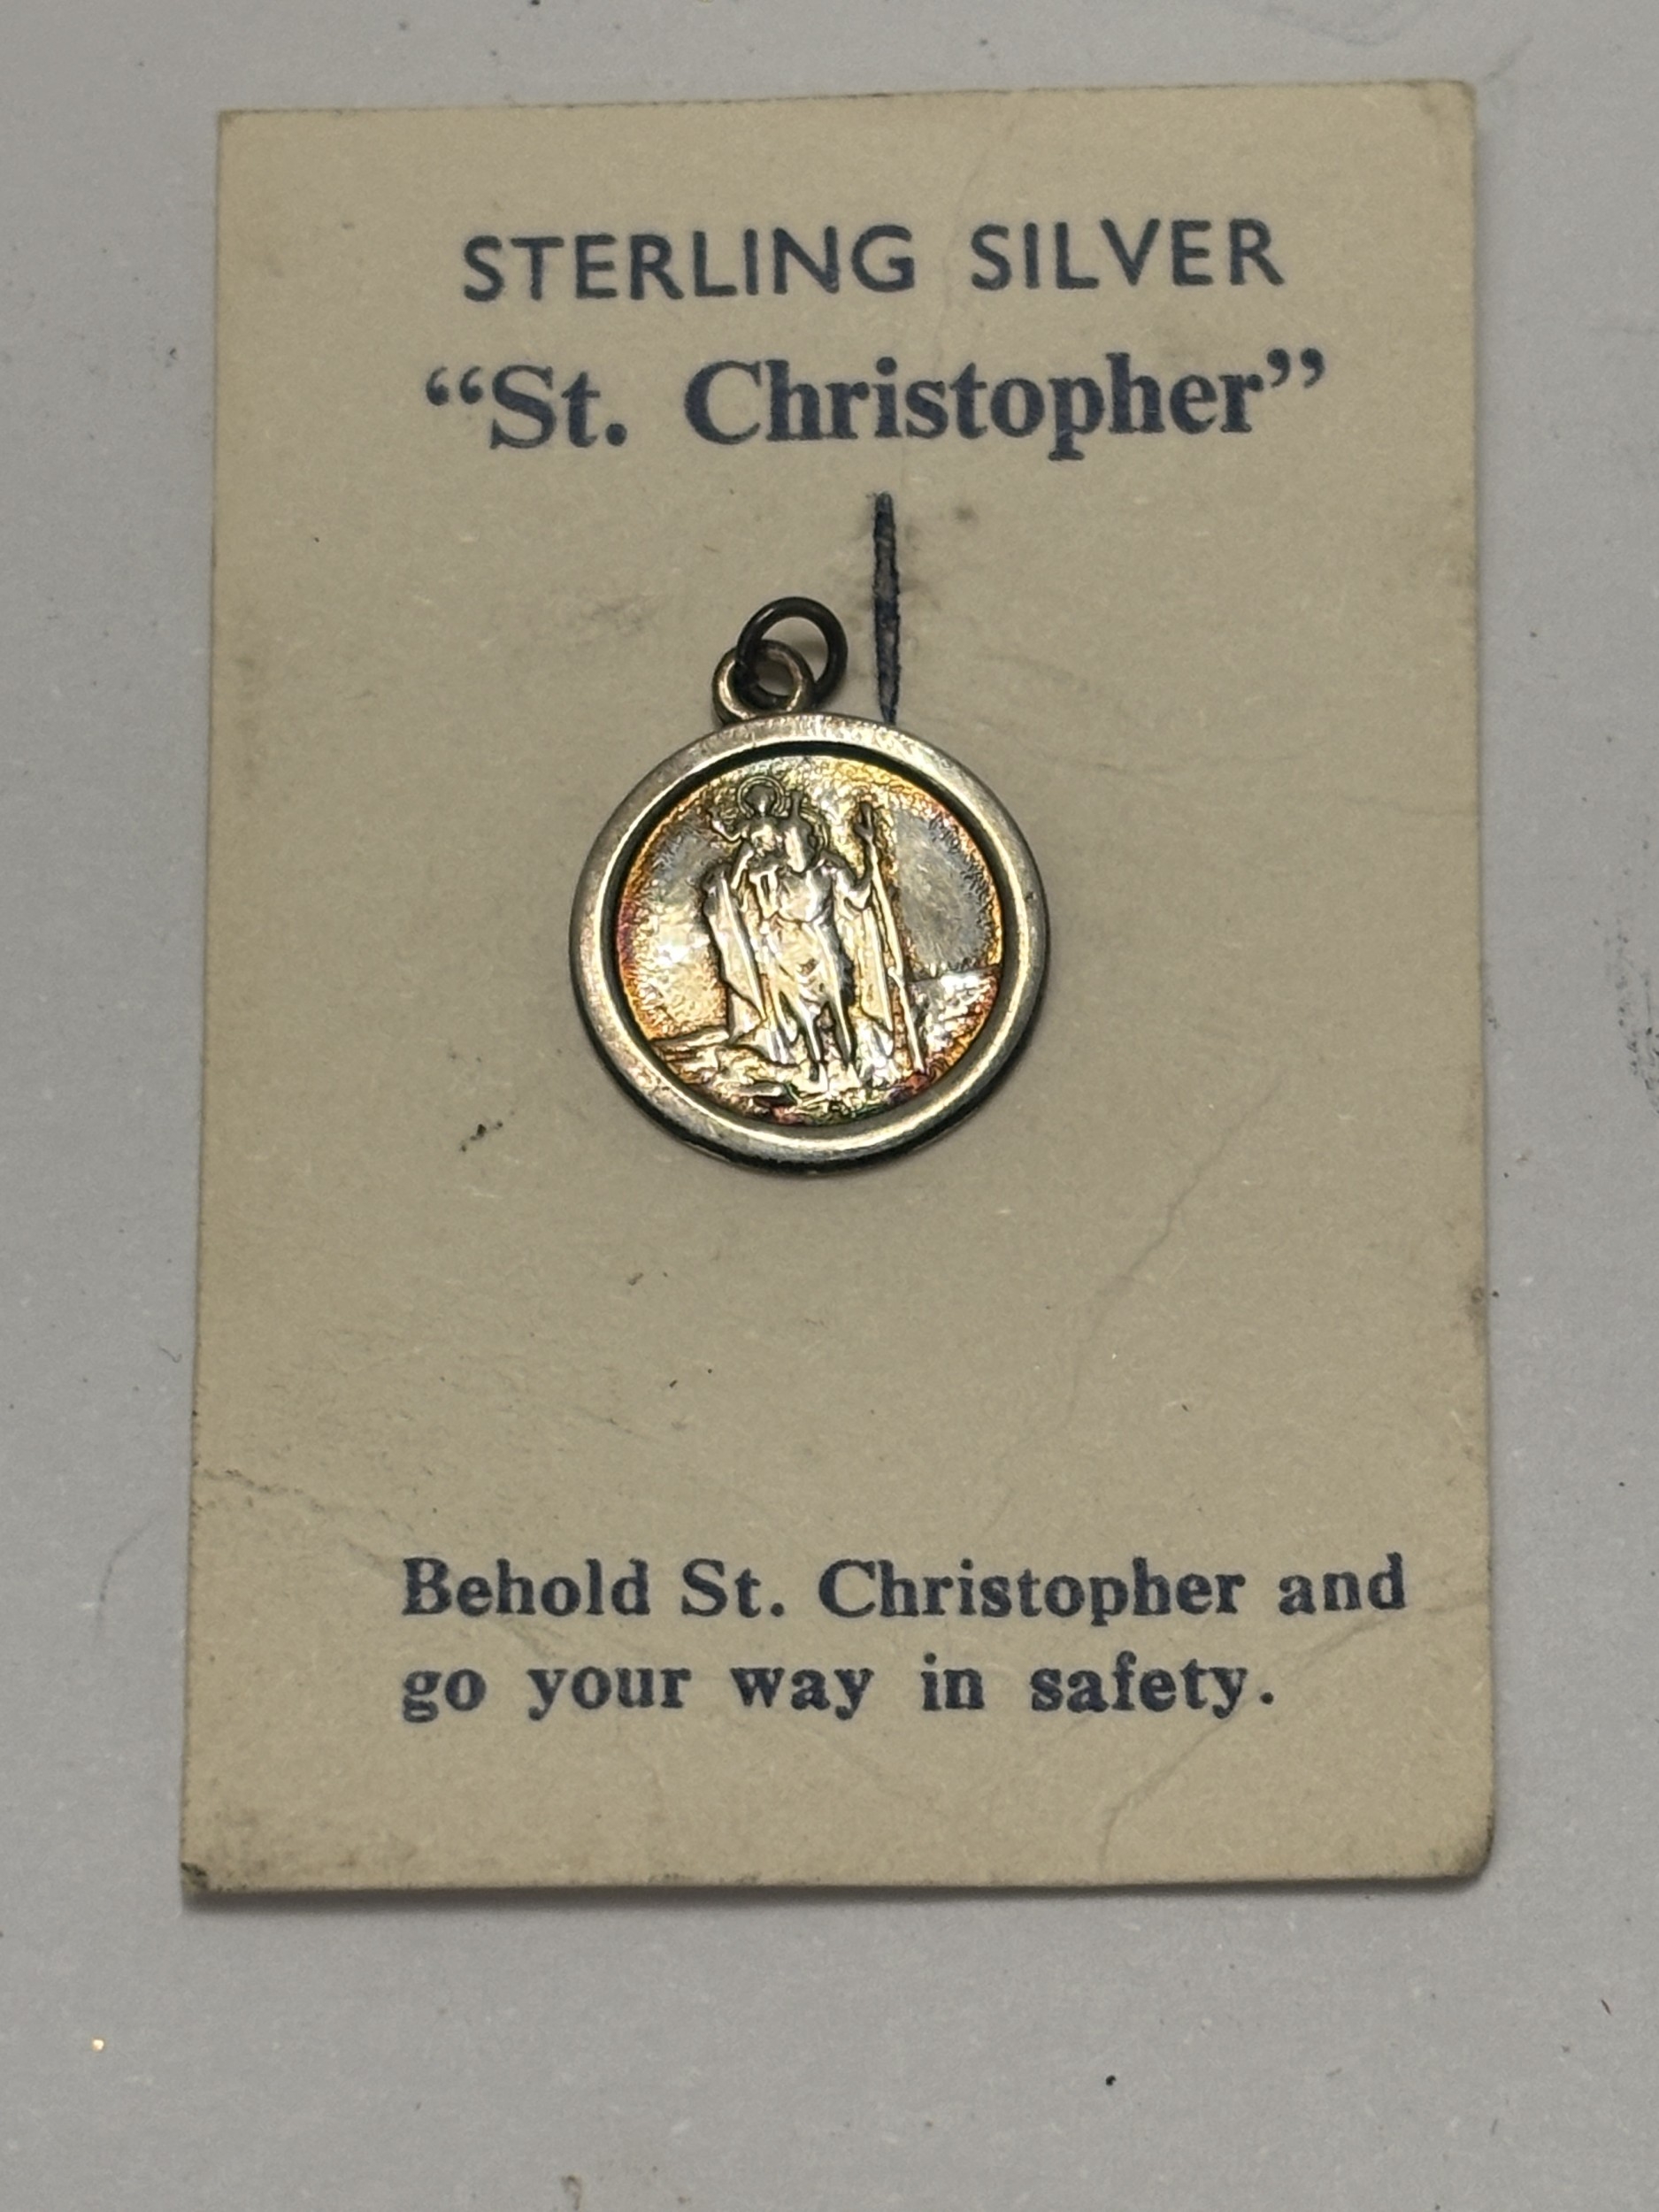 STERLING SILVER
“St. Christopher”
Behold St. Christopher and
go your way in safety.